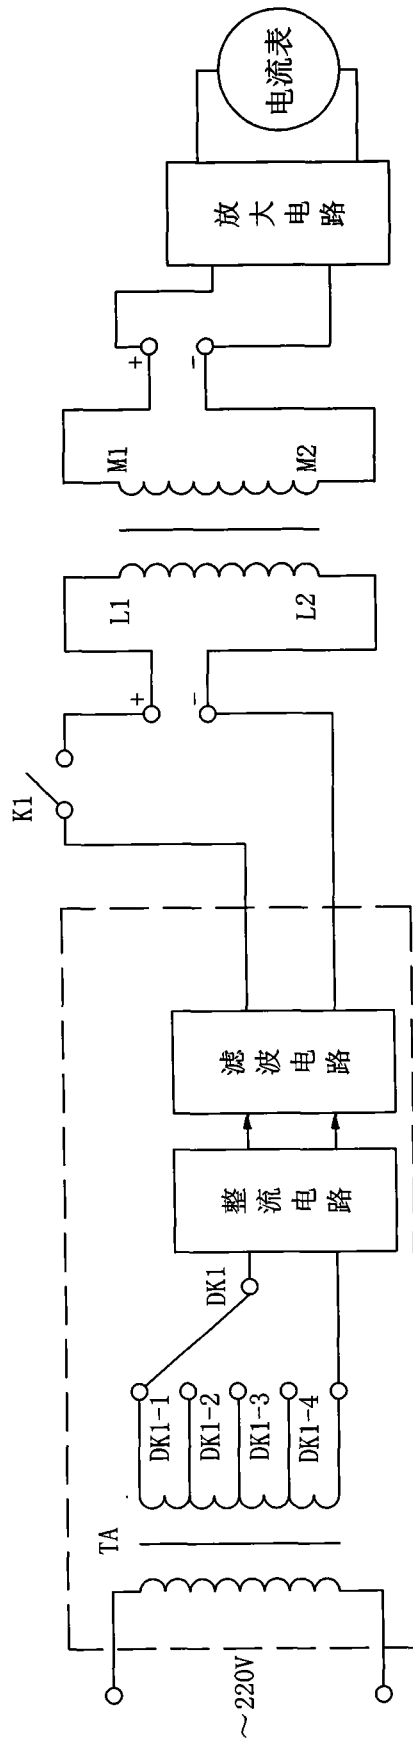 ~220V
TA
DK1-1
DK1-2
DK1-3
DK1-4
DK1
整流电路
滤波电路
K1
+
-
L1
L2
M1
M2
+
-
放大电路
电流表